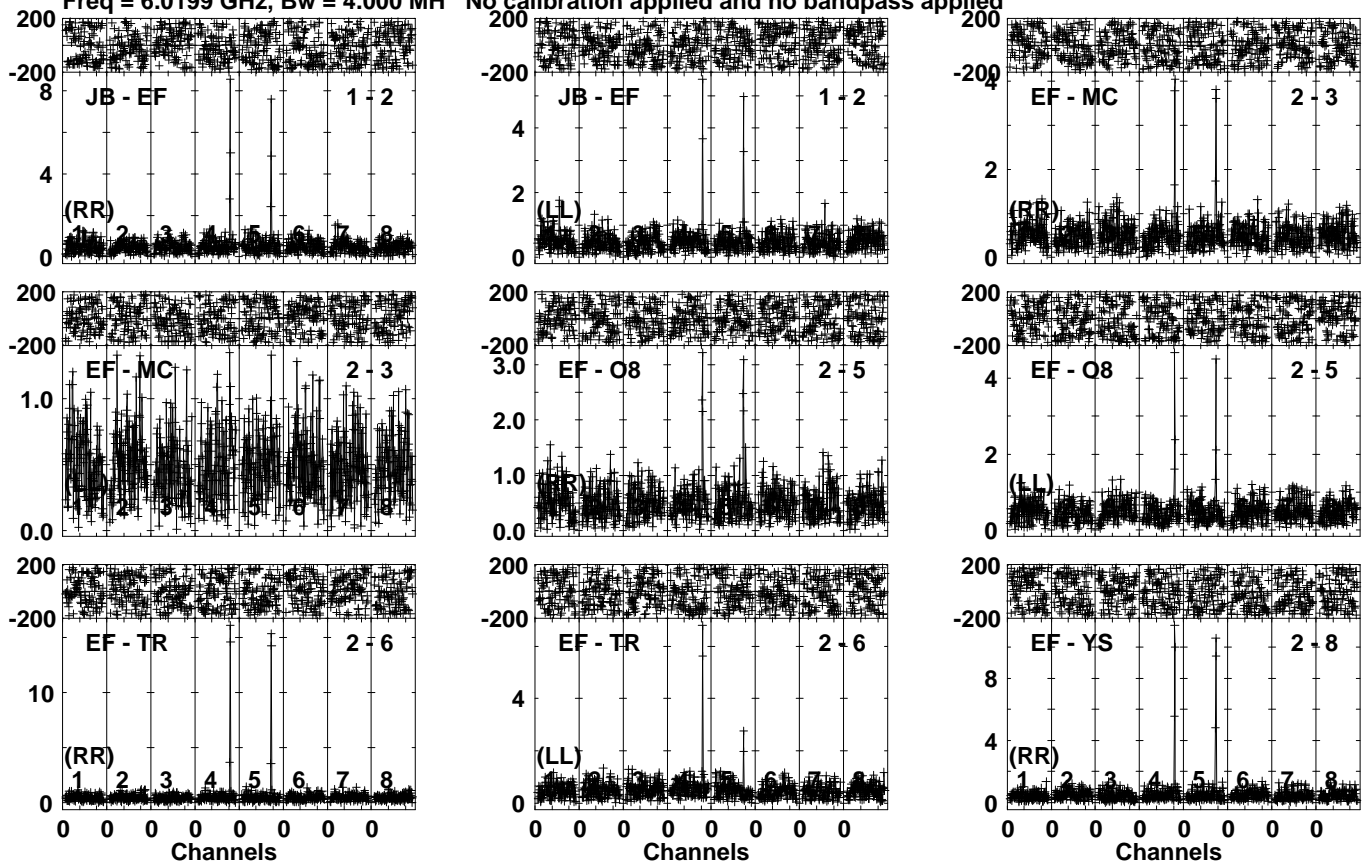 Freq = 6.0199 GHz, Bw = 4.000 MH No calibration applied and no bandpass applied
200 200 200
-200 -200 -200
8 JB - EF 1 - 2
4
(RR)
1 2 3 4 5 6 7 8
0
JB - EF 1 - 2
4
2
(LL)
0
4 EF - MC 2 - 3
2
(RR)
0
200 200 200
-200 -200 -200
EF - MC 2 - 3
1.0
1 2 3 4 5 6 7 8
0.0
3.0 EF - O8 2 - 5
2.0
1.0
(RR)
0.0
EF - O8 2 - 5
4
2
(LL)
0
200 200 200
-200 -200 -200
EF - TR 2 - 6
10
(RR)
1 2 3 4 5 6 7 8
0
EF - TR 2 - 6
4
(LL)
1 2 3 4 5 6 7 8
0
EF - YS 2 - 8
8
4
(RR)
1 2 3 4 5 6 7 8
0
0 0 0 0 0 0 0 0 0 0 0 0 0 0 0 0 0 0 0 0 0 0 0 0
Channels Channels Channels